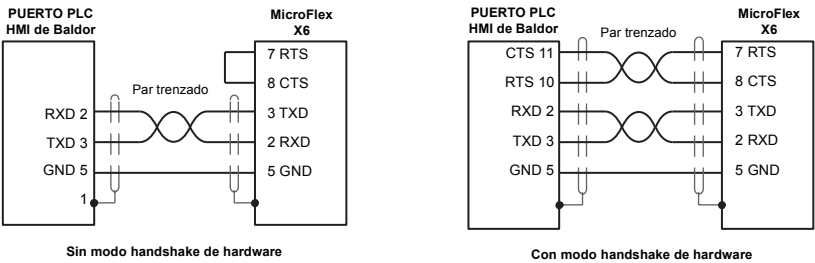 PUERTO PLC
HMI de Baldor
MicroFlex
X6
7 RTS
8 CTS
Par trenzado
RXD 2
3 TXD
TXD 3
2 RXD
GND 5
5 GND
1
Sin modo handshake de hardware
PUERTO PLC
HMI de Baldor
MicroFlex
X6
Par trenzado
CTS 11
7 RTS
RTS 10
8 CTS
RXD 2
3 TXD
TXD 3
2 RXD
GND 5
5 GND
Con modo handshake de hardware